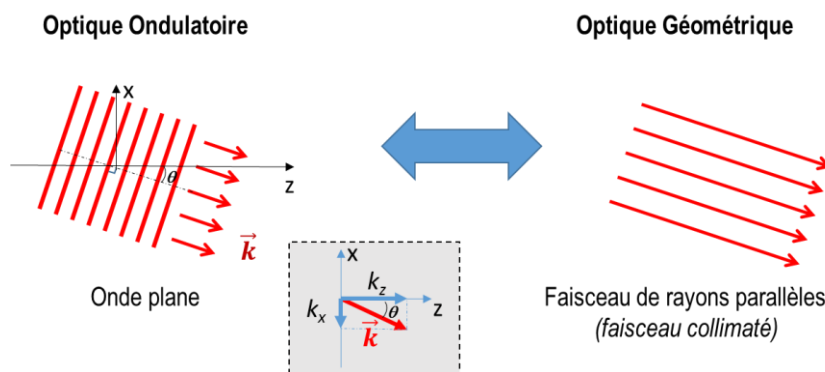 Optique Ondulatoire
Optique Géométrique
x
θ
z
k
Onde plane
x
k_z
k_x
θ
z
k
Faisceau de rayons parallèles
(faisceau collimaté)